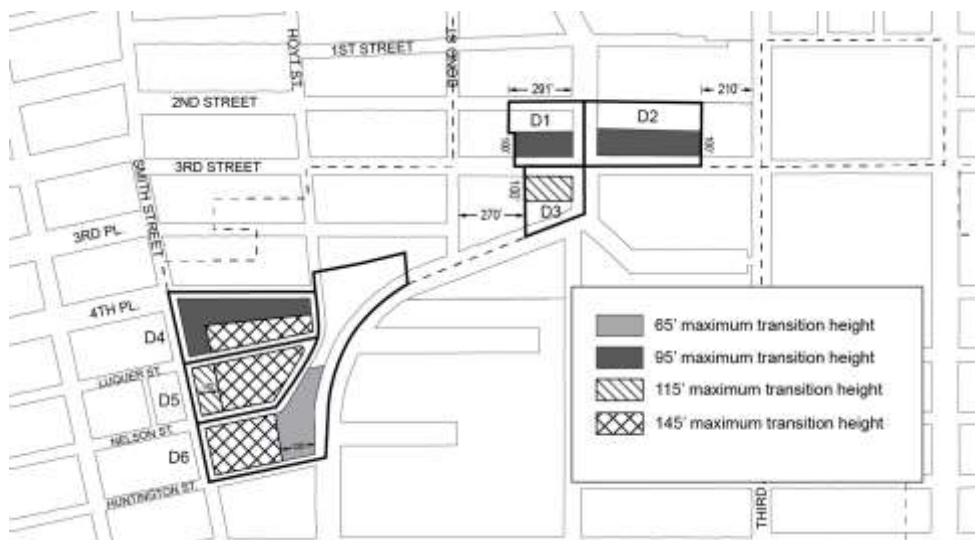 HOYT ST.
1ST STREET
2ND STREET
291'
210'
D1
D2
100'
100'
3RD STREET
100'
D3
270'
SMITH STREET
3RD PL.
4TH PL.
D4
LUQUER ST.
D5
NELSON ST.
D6
HUNTINGTON ST.
THIRD
65' maximum transition height
95' maximum transition height
115' maximum transition height
145' maximum transition height